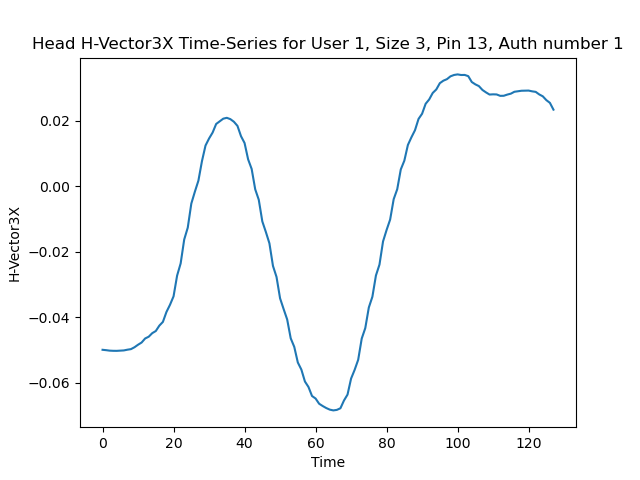 Head H-Vector3X Time-Series for User 1, Size 3, Pin 13, Auth number 1
H-Vector3X
0.02
0.00
−0.02
−0.04
−0.06
0 20 40 60 80 100 120
Time